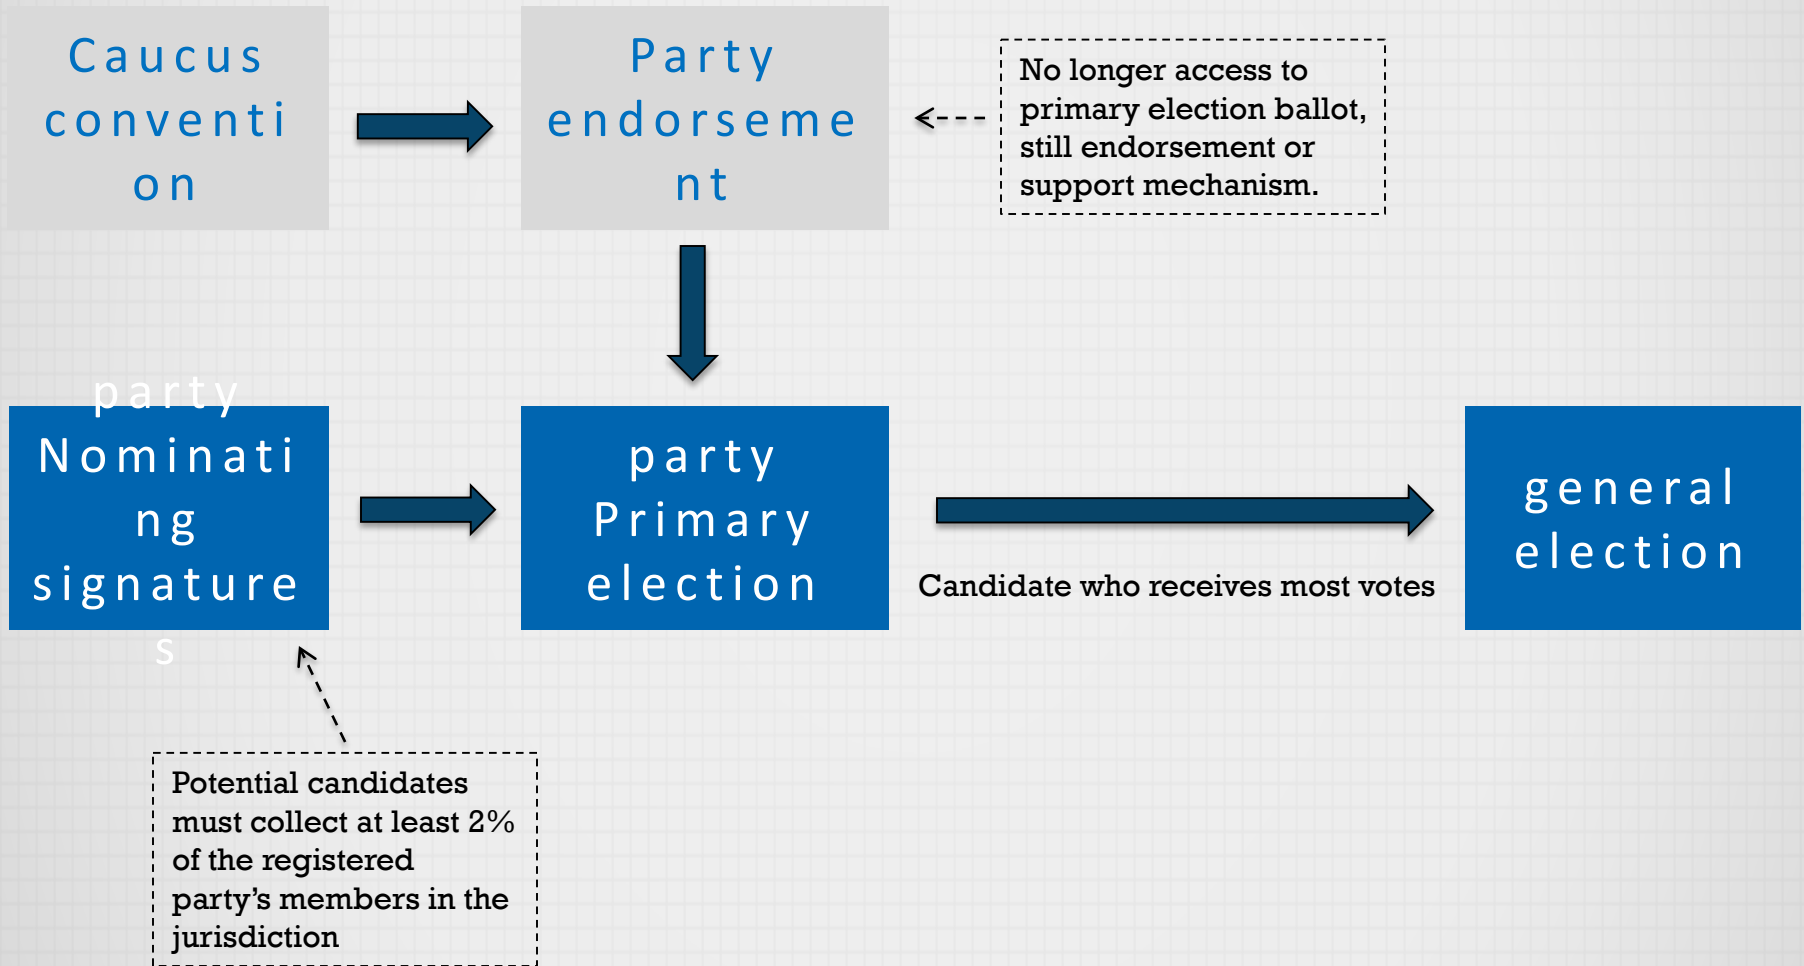 Caucus
conventi
on
Party
endorseme
nt
No longer access to
primary election ballot,
still endorsement or
support mechanism.
party
Nominati
ng
signature
s
party
Primary
election
Candidate who receives most votes
general
election
Potential candidates
must collect at least 2%
of the registered
party’s members in the
jurisdiction